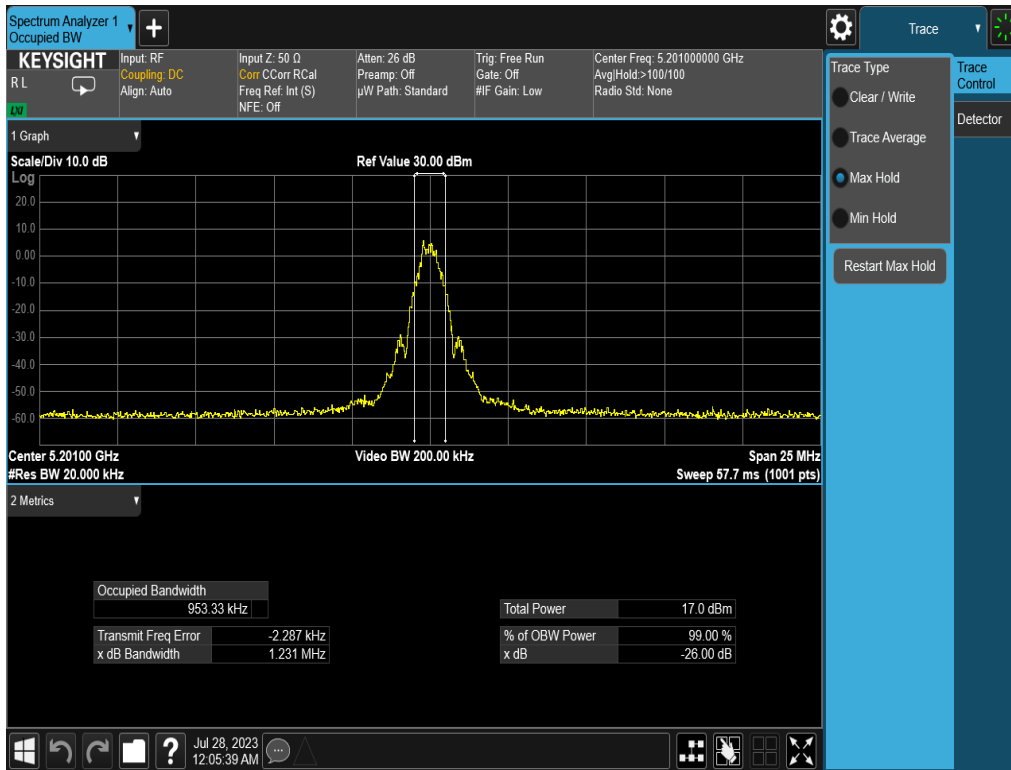 Spectrum Analyzer 1
Occupied BW
+
Trace
KEYSIGHT
R L
LXI
Input: RF
Coupling: DC
Align: Auto
Input Z: 50 Ω
Corr CCorr RCal
Freq Ref: Int (S)
NFE: Off
Atten: 26 dB
Preamp: Off
µW Path: Standard
Trig: Free Run
Gate: Off
#IF Gain: Low
Center Freq: 5.201000000 GHz
Avg|Hold:>100/100
Radio Std: None
Trace Type
Clear / Write
Trace Average
Max Hold
Min Hold
Restart Max Hold
Trace
Control
Detector
1 Graph
Scale/Div 10.0 dB
Ref Value 30.00 dBm
Log
20.0
10.0
0.00
-10.0
-20.0
-30.0
-40.0
-50.0
-60.0
Center 5.20100 GHz
Video BW 200.00 kHz
Span 25 MHz
#Res BW 20.000 kHz
Sweep 57.7 ms (1001 pts)
2 Metrics
Occupied Bandwidth
953.33 kHz
Total Power 17.0 dBm
Transmit Freq Error -2.287 kHz
% of OBW Power 99.00 %
x dB Bandwidth 1.231 MHz
x dB -26.00 dB
?
Jul 28, 2023
12:05:39 AM